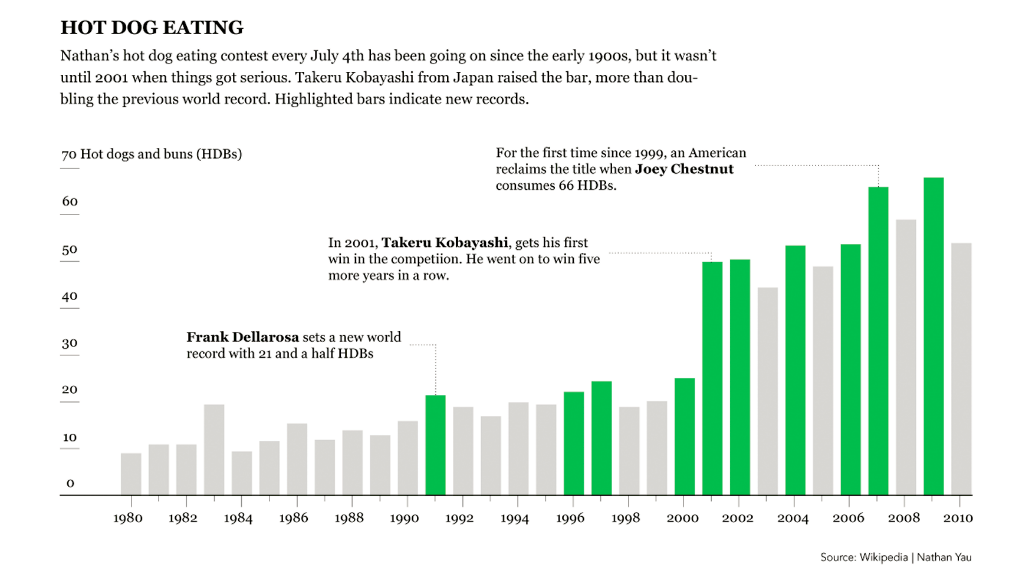 HOT DOG EATING
Nathan’s hot dog eating contest every July 4th has been going on since the early 1900s, but it wasn’t
until 2001 when things got serious. Takeru Kobayashi from Japan raised the bar, more than dou-
bling the previous world record. Highlighted bars indicate new records.
70 Hot dogs and buns (HDBs)
For the first time since 1999, an American
reclaims the title when Joey Chestnut
consumes 66 HDBs.
60
In 2001, Takeru Kobayashi, gets his first
win in the competiion. He went on to win five
more years in a row.
50
40
Frank Dellarosa sets a new world
record with 21 and a half HDBs
30
20
10
0
1980 1982 1984 1986 1988 1990 1992 1994 1996 1998 2000 2002 2004 2006 2008 2010
Source: Wikipedia | Nathan Yau